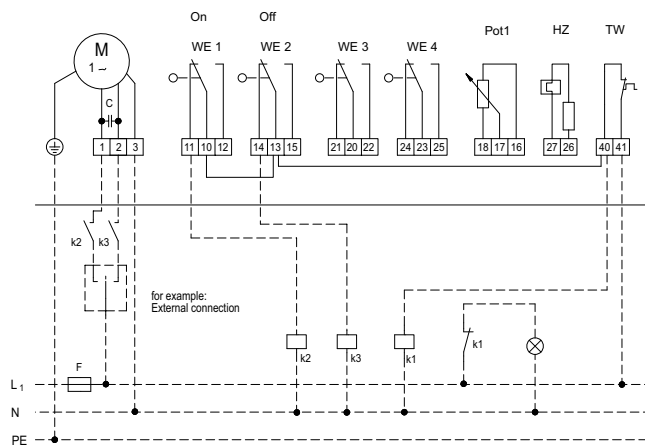 On Off
M
1 ~
WE 1 WE 2 WE 3 WE 4 Pot1 HZ TW
C
1 2 3 11 10 12 14 13 15 21 20 22 24 23 25 18 17 16 27 26 40 41
k2 k3
for example:
External connection
k2 k3 k1 k1
F
L1
N
PE